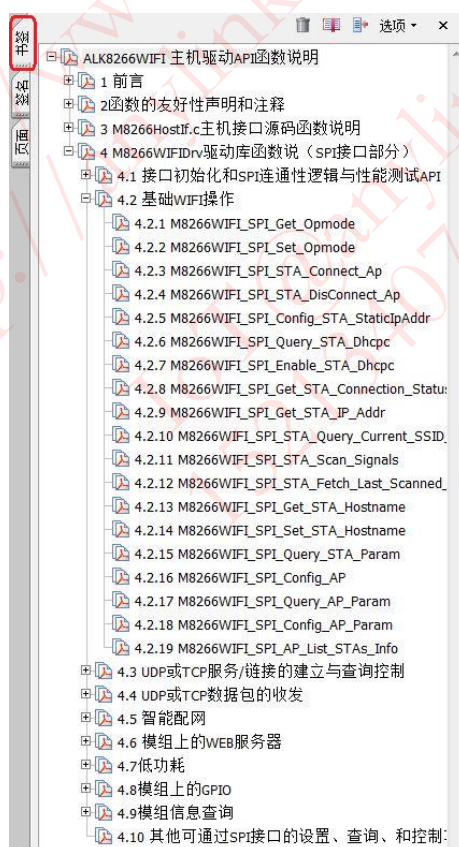 选项
书签
签名
页面
ALK8266WIFI 主机驱动API函数说明
1 前言
2函数的友好性声明和注释
3 M8266HostIf.c主机接口源码函数说明
4 M8266WIFIDrv驱动库函数说（SPI接口部分）
4.1 接口初始化和SPI连通性逻辑与性能测试API
4.2 基础WIFI操作
4.2.1 M8266WIFI_SPI_Get_Opmode
4.2.2 M8266WIFI_SPI_Set_Opmode
4.2.3 M8266WIFI_SPI_STA_Connect_Ap
4.2.4 M8266WIFI_SPI_STA_DisConnect_Ap
4.2.5 M8266WIFI_SPI_Config_STA_StaticIpAddr
4.2.6 M8266WIFI_SPI_Query_STA_Dhcpc
4.2.7 M8266WIFI_SPI_Enable_STA_Dhcpc
4.2.8 M8266WIFI_SPI_Get_STA_Connection_Statu
4.2.9 M8266WIFI_SPI_Get_STA_IP_Addr
4.2.10 M8266WIFI_SPI_STA_Query_Current_SSID_
4.2.11 M8266WIFI_SPI_STA_Scan_Signals
4.2.12 M8266WIFI_SPI_STA_Fetch_Last_Scanned_
4.2.13 M8266WIFI_SPI_Get_STA_Hostname
4.2.14 M8266WIFI_SPI_Set_STA_Hostname
4.2.15 M8266WIFI_SPI_Query_STA_Param
4.2.16 M8266WIFI_SPI_Config_AP
4.2.17 M8266WIFI_SPI_Query_AP_Param
4.2.18 M8266WIFI_SPI_Config_AP_Param
4.2.19 M8266WIFI_SPI_AP_List_STAs_Info
4.3 UDP或TCP服务/链接的建立与查询控制
4.4 UDP或TCP数据包的收发
4.5 智能配网
4.6 模组上的WEB服务器
4.7低功耗
4.8模组上的GPIO
4.9模组信息查询
4.10 其他可通过SPI接口的设置、查询、和控制